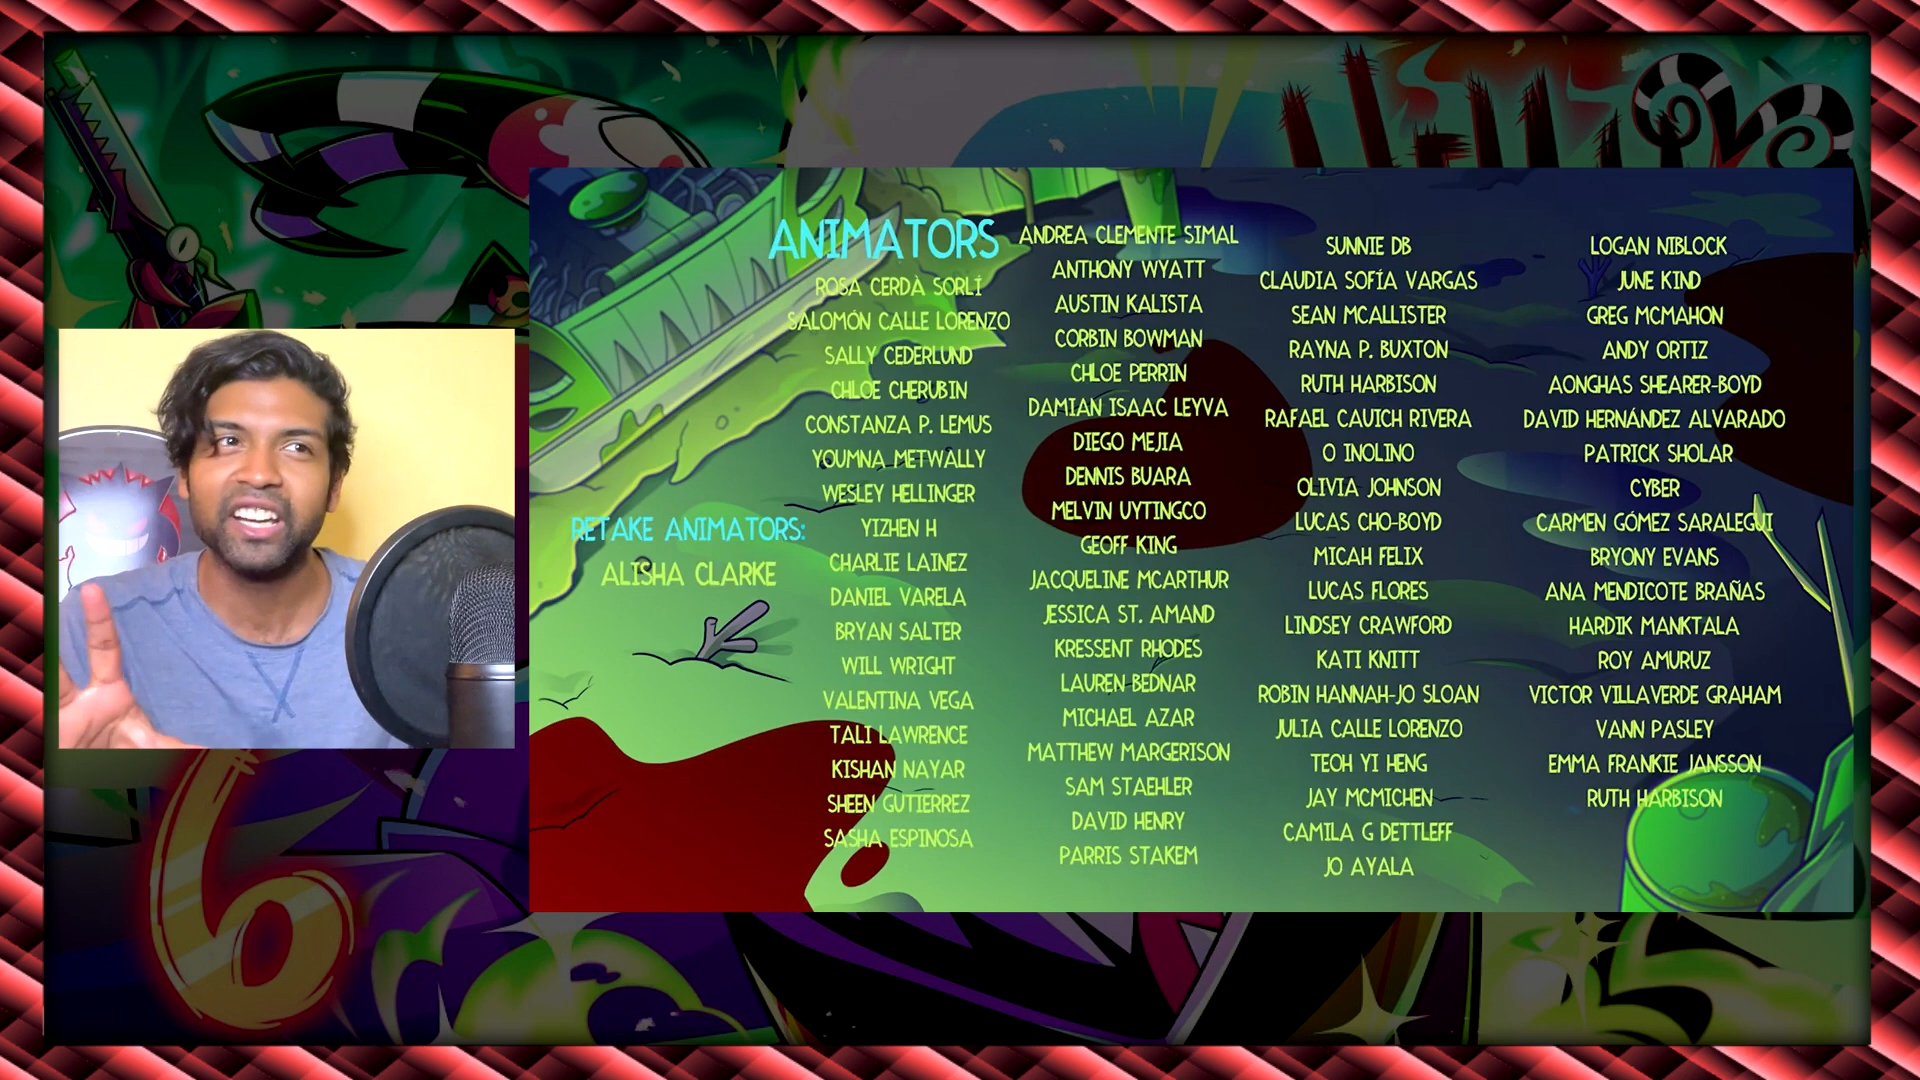 ANIMATORS
ROSA CERDÀ SORLÍ
SALOMÓN CALLE LORENZO
SALLY CEDERLUND
CHLOE CHERUBIN
CONSTANZA P. LEMUS
YOUMNA METWALLY
WESLEY HELLINGER
YIZHEN H
CHARLIE LAINEZ
DANIEL VARELA
BRYAN SALTER
WILL WRIGHT
VALENTINA VEGA
TALI LAWRENCE
KISHAN NAYAR
SHEEN GUTIERREZ
SASHA ESPINOSA
RETAKE ANIMATORS:
ALISHA CLARKE
ANDREA CLEMENTE SIMAL
ANTHONY WYATT
AUSTIN KALISTA
CORBIN BOWMAN
CHLOE PERRIN
DAMIAN ISAAC LEYVA
DIEGO MEJIA
DENNIS BUARA
MELVIN UYTINGCO
GEOFF KING
JACQUELINE MCARTHUR
JESSICA ST. AMAND
KRESSENT RHODES
LAUREN BEDNAR
MICHAEL AZAR
MATTHEW MARGERISON
SAM STAEHLER
DAVID HENRY
PARRIS STAKEM
SUNNIE DB
CLAUDIA SOFÍA VARGAS
SEAN MCALLISTER
RAYNA P. BUXTON
RUTH HARBISON
RAFAEL CAUICH RIVERA
O INOLINO
OLIVIA JOHNSON
LUCAS CHO-BOYD
MICAH FELIX
LUCAS FLORES
LINDSEY CRAWFORD
KATI KNITT
ROBIN HANNAH-JO SLOAN
JULIA CALLE LORENZO
TEOH YI HENG
JAY MCMICHEN
CAMILA G DETTLEFF
JO AYALA
LOGAN NIBLOCK
JUNE KIND
GREG MCMAHON
ANDY ORTIZ
AONGHAS SHEARER-BOYD
DAVID HERNÁNDEZ ALVARADO
PATRICK SHOLAR
CYBER
CARMEN GÓMEZ SARALEGUI
BRYONY EVANS
ANA MENDICOTE BRAÑAS
HARDIK MANKTALA
ROY AMURUZ
VICTOR VILLAVERDE GRAHAM
VANN PASLEY
EMMA FRANKIE JANSSON
RUTH HARBISON
6